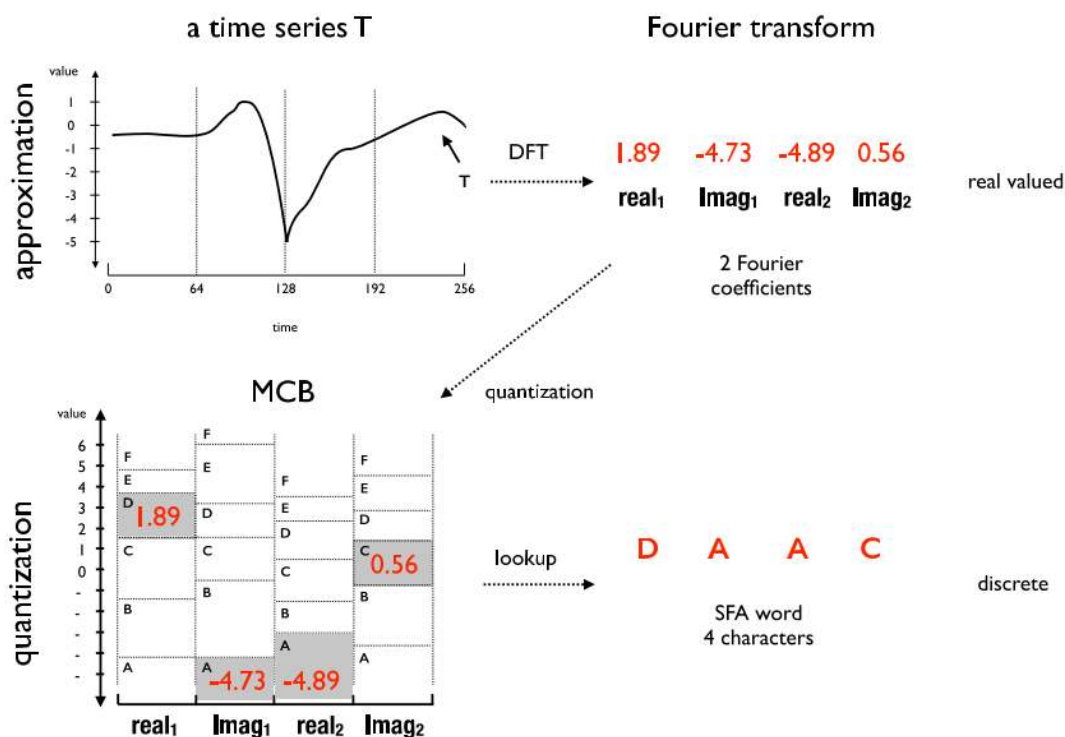 a time series T
Fourier transform
approximation
value
1
0
-1
-2
-3
-4
-5
T
0 64 128 192 256
time
DFT
1.89 -4.73 -4.89 0.56
real1 Imag1 real2 Imag2
real valued
2 Fourier
coefficients
quantization
MCB
quantization
value
6
5
4
3
2
1
0
-
-
-
-
-
F
E
D
1.89
C
B
A
F
E
D
C
B
A
-4.73
F
E
D
C
B
A
-4.89
F
E
D
C
0.56
B
A
real1 Imag1 real2 Imag2
lookup
D A A C
discrete
SFA word
4 characters